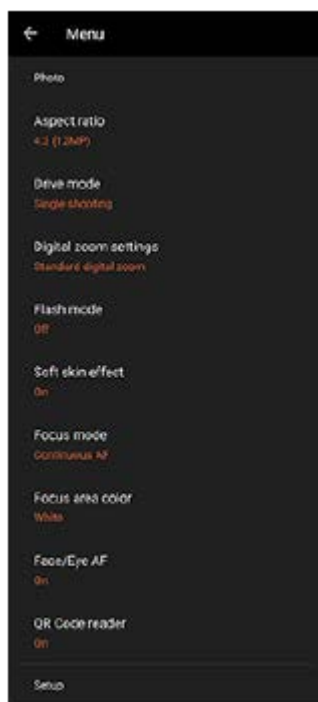 Menu
Photo
Aspect ratio
4:3 (12MP)
Drive mode
Single shooting
Digital zoom settings
Standard digital zoom
Flash mode
Off
Soft skin effect
On
Focus mode
Continuous AF
Focus area color
White
Face/Eye AF
On
QR Code reader
On
Setup